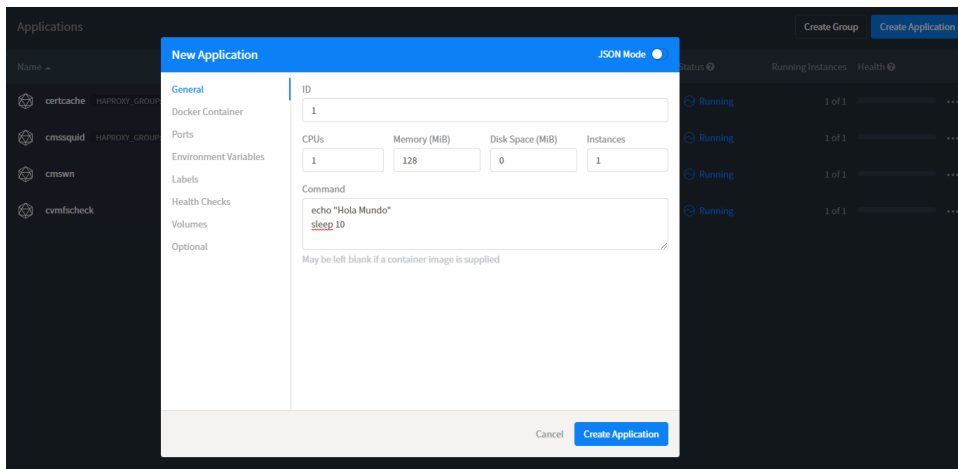 Applications
Create Group
Create Application
Name
Status
Running Instances
Health
certcache HAPROXY_GROUP
Running
1 of 1
cmssquid HAPROXY_GROUP
Running
1 of 1
cmswn
Running
1 of 1
cvmfscheck
Running
1 of 1
New Application
JSON Mode
General
Docker Container
Ports
Environment Variables
Labels
Health Checks
Volumes
Optional
ID
1
CPUs Memory (MiB) Disk Space (MiB) Instances
1 128 0 1
Command
echo "Hola Mundo"
sleep 10
May be left blank if a container image is supplied
Cancel
Create Application